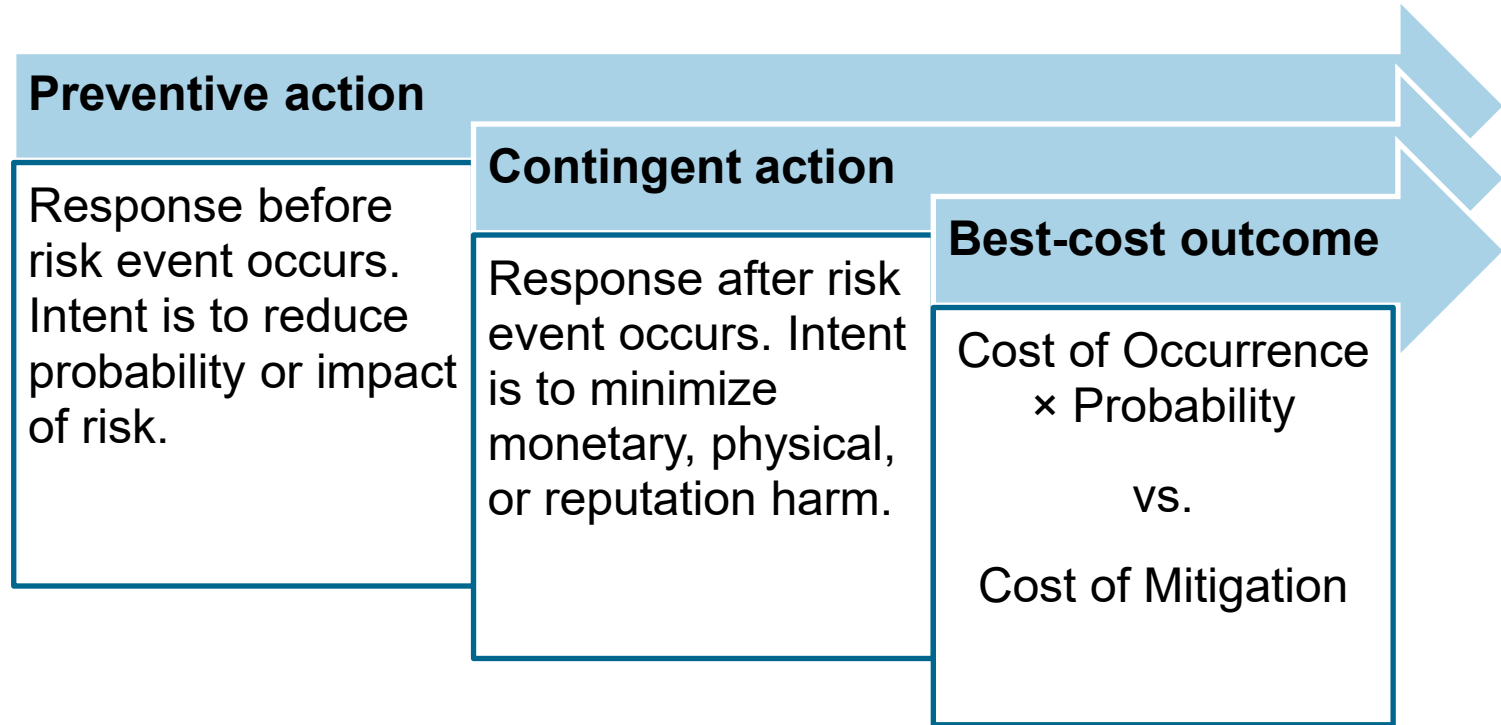 Preventive action
Response before
risk event occurs.
Intent is to reduce
probability or impact
of risk.
Contingent action
Response after risk
event occurs. Intent
is to minimize
monetary, physical,
or reputation harm.
Best-cost outcome
Cost of Occurrence
× Probability
vs.
Cost of Mitigation